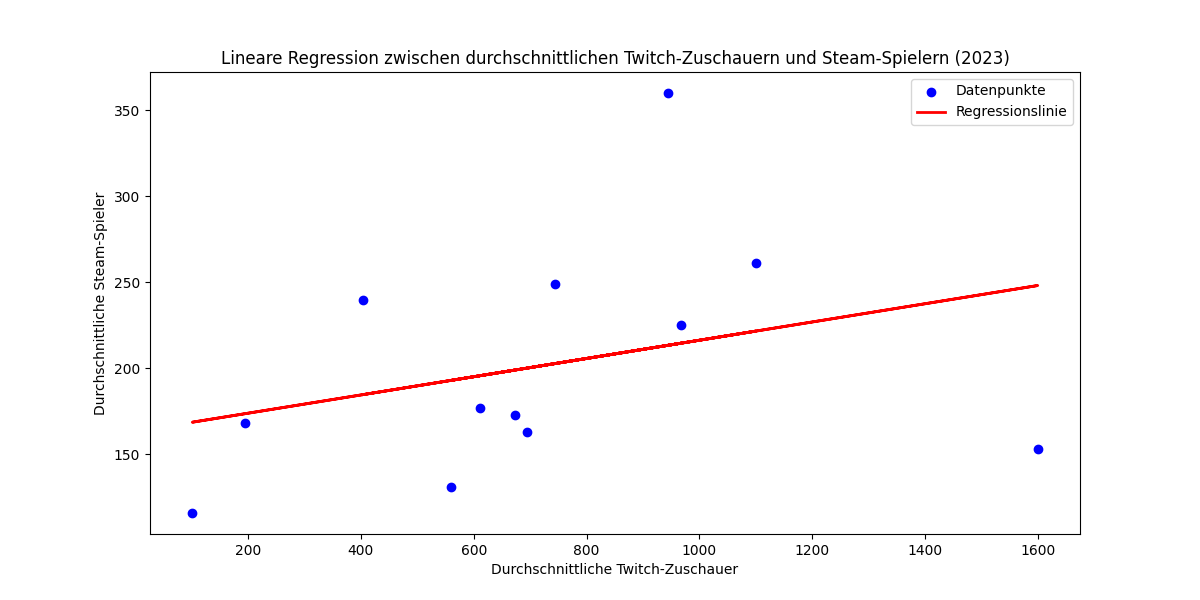 Lineare Regression zwischen durchschnittlichen Twitch-Zuschauern und Steam-Spielern (2023)
Datenpunkte
Regressionslinie
Durchschnittliche Steam-Spieler
350
300
250
200
150
200 400 600 800 1000 1200 1400 1600
Durchschnittliche Twitch-Zuschauer